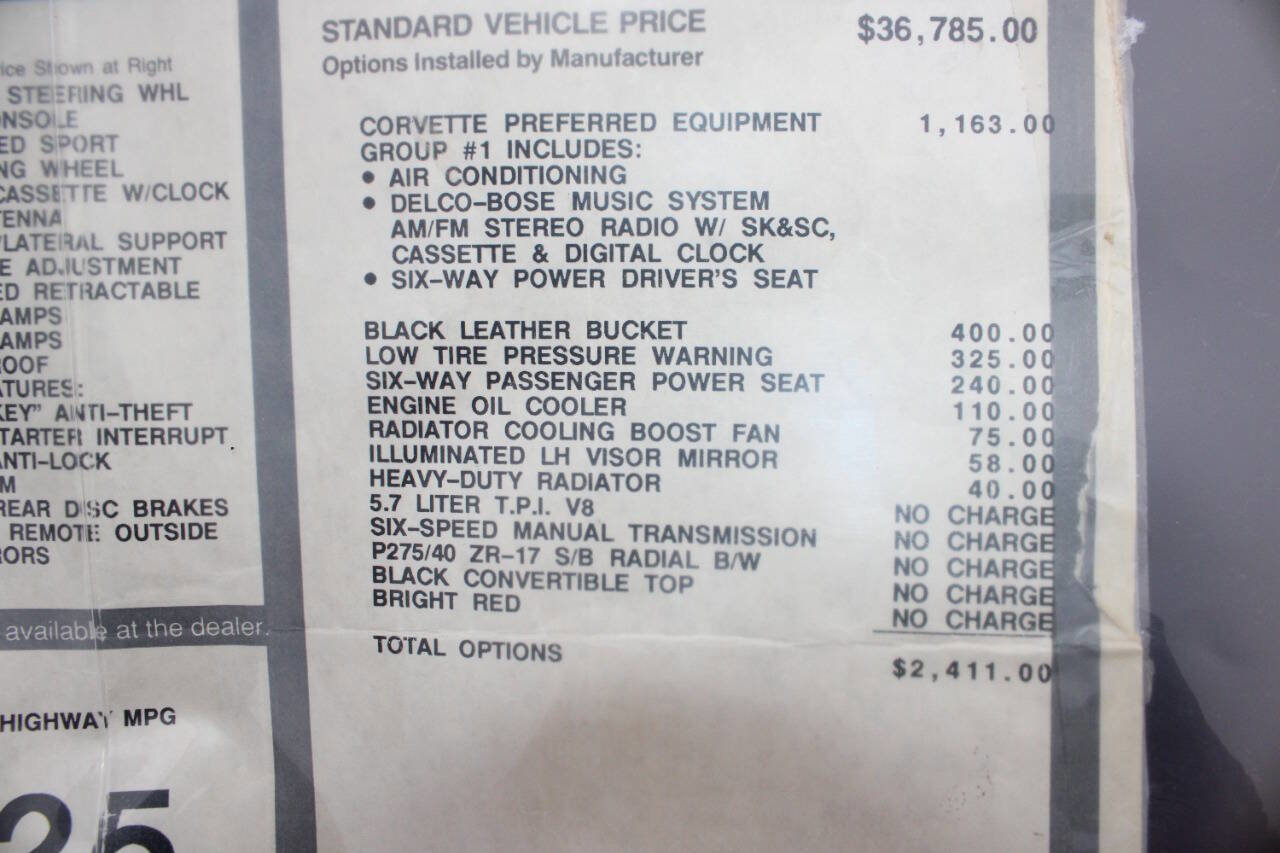 ice Shown at Right
STEERING WHL
ONSOLE
ED SPORT
NG WHEEL
CASSETTE W/CLOCK
TENNA
/LATERAL SUPPORT
E ADJUSTMENT
ED RETRACTABLE
AMPS
AMPS
ROOF
ATURES:
KEY" ANTI-THEFT
TARTER INTERRUPT
ANTI-LOCK
M
REAR DISC BRAKES
REMOTE OUTSIDE
RORS
available at the dealer.
HIGHWAY MPG
25
STANDARD VEHICLE PRICE $36,785.00
Options Installed by Manufacturer
CORVETTE PREFERRED EQUIPMENT 1,163.00
GROUP #1 INCLUDES:
• AIR CONDITIONING
• DELCO-BOSE MUSIC SYSTEM
AM/FM STEREO RADIO W/ SK&SC,
CASSETTE & DIGITAL CLOCK
• SIX-WAY POWER DRIVER'S SEAT
BLACK LEATHER BUCKET 400.00
LOW TIRE PRESSURE WARNING 325.00
SIX-WAY PASSENGER POWER SEAT 240.00
ENGINE OIL COOLER 110.00
RADIATOR COOLING BOOST FAN 75.00
ILLUMINATED LH VISOR MIRROR 58.00
HEAVY-DUTY RADIATOR 40.00
5.7 LITER T.P.I. V8 NO CHARGE
SIX-SPEED MANUAL TRANSMISSION NO CHARGE
P275/40 ZR-17 S/B RADIAL B/W NO CHARGE
BLACK CONVERTIBLE TOP NO CHARGE
BRIGHT RED NO CHARGE
TOTAL OPTIONS $2,411.00